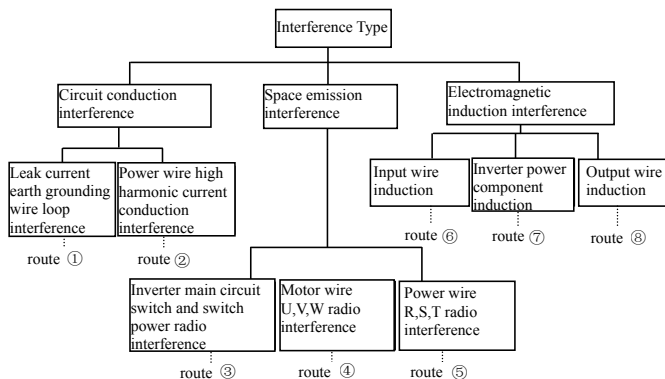 Interference Type
Circuit conduction
interference
Space emission
interference
Electromagnetic
induction interference
Leak current
earth grounding
wire loop
interference
Power wire high
harmonic current
conduction
interference
Input wire
induction
Inverter power
component
induction
Output wire
induction
route ①
route ②
route ⑥
route ⑦
route ⑧
Inverter main circuit
switch and switch
power radio
interference
Motor wire
U,V,W radio
interference
Power wire
R,S,T radio
interference
route ③
route ④
route ⑤